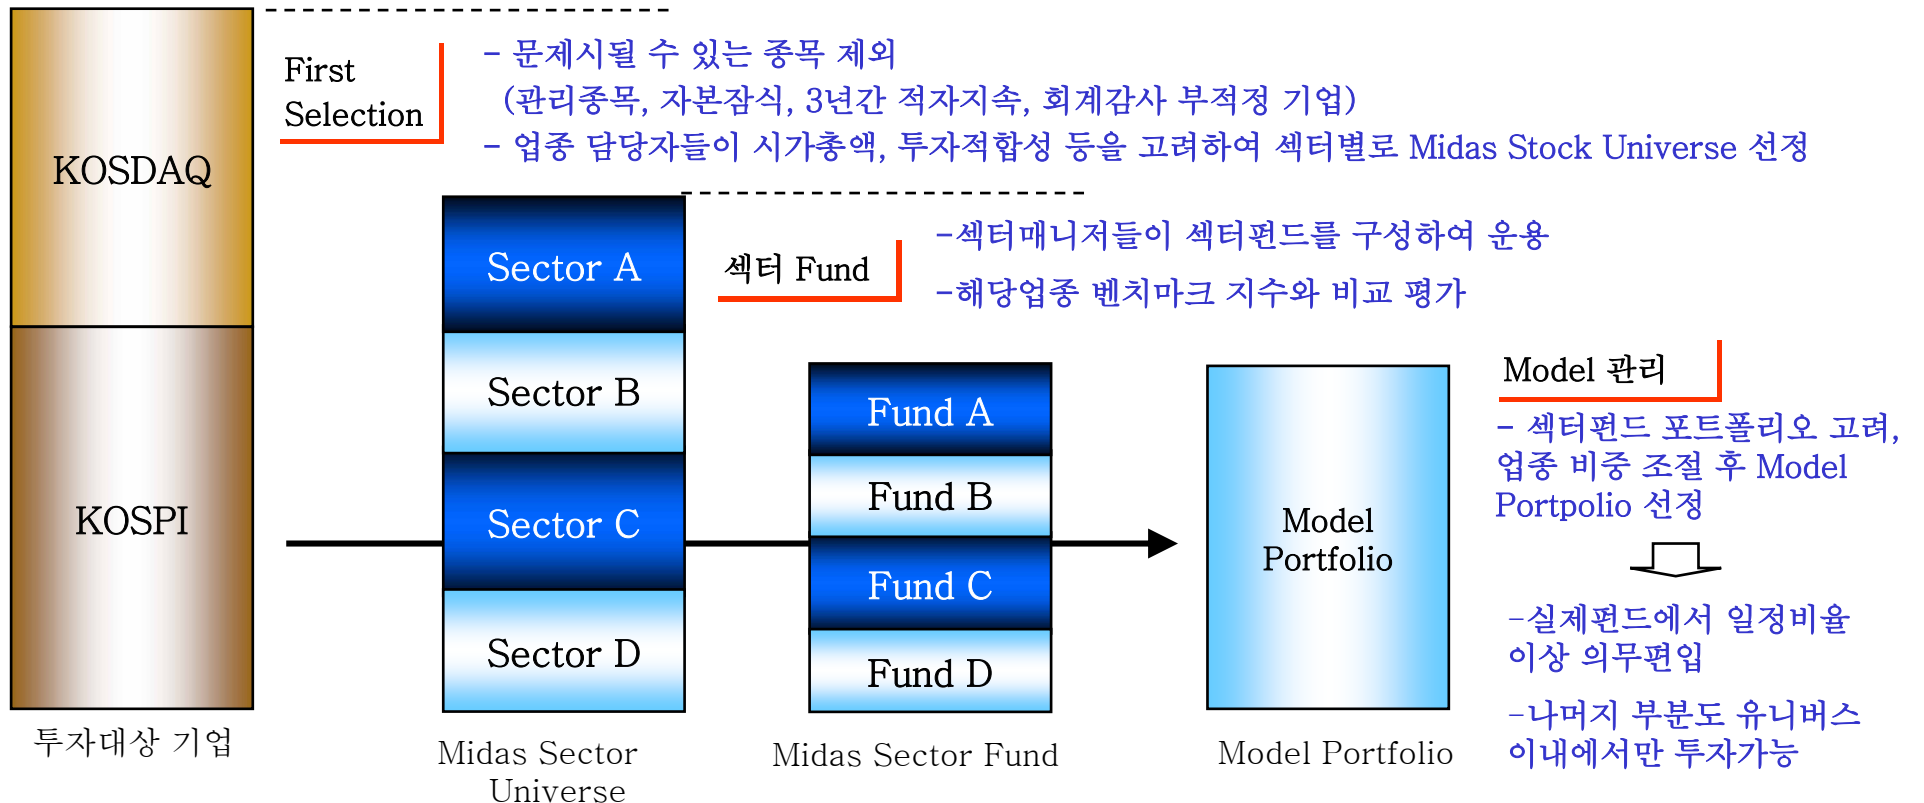 KOSDAQ
KOSPI
투자대상 기업
First
Selection
- 문제시될 수 있는 종목 제외
(관리종목, 자본잠식, 3년간 적자지속, 회계감사 부적정 기업)
- 업종 담당자들이 시가총액, 투자적합성 등을 고려하여 섹터별로 Midas Stock Universe 선정
Sector A
Sector B
Sector C
Sector D
Midas Sector
Universe
섹터 Fund
-섹터매니저들이 섹터펀드를 구성하여 운용
-해당업종 벤치마크 지수와 비교 평가
Fund A
Fund B
Fund C
Fund D
Midas Sector Fund
Model
Portfolio
Model Portfolio
Model 관리
- 섹터펀드 포트폴리오 고려,
업종 비중 조절 후 Model
Portpolio 선정
-실제펀드에서 일정비율
이상 의무편입
-나머지 부분도 유니버스
이내에서만 투자가능